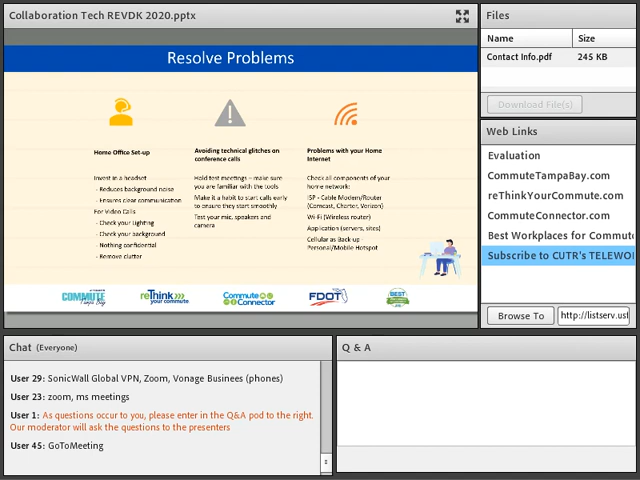 Collaboration Tech REVDK 2020.pptx
Resolve Problems
Home Office Set-up
Invest in a headset
- Reduces background noise
- Ensures clear communication
For Video Calls
- Check your Lighting
- Check your background
- Nothing confidential
- Remove clutter
Avoiding technical glitches on
conference calls
Hold test meetings – make sure
you are familiar with the tools
Make it a habit to start calls early
to ensure they start smoothly
Test your mic, speakers and
camera
Problems with your Home
Internet
Check all components of your
home network:
ISP - Cable Modem/Router
(Comcast, Charter, Verizon)
Wi-Fi (Wireless router)
Application (servers, sites)
Cellular as Back-up -
Personal/Mobile Hotspot
COMMUTE
Tampa Bay
reThink
your commute
Commute
Connector
FDOT
BEST
Files
Name Size
Contact Info.pdf 245 KB
Download File(s)
Web Links
Evaluation
CommuteTampaBay.com
reThinkYourCommute.com
CommuteConnector.com
Best Workplaces for Commute
Subscribe to CUTR's TELEWO
Browse To http://listserv.usf
Chat (Everyone)
User 29: SonicWall Global VPN, Zoom, Vonage Businees (phones)
User 23: zoom, ms meetings
User 1: As questions occur to you, please enter in the Q&A pod to the right.
Our moderator will ask the questions to the presenters
User 45: GoToMeeting
Q & A